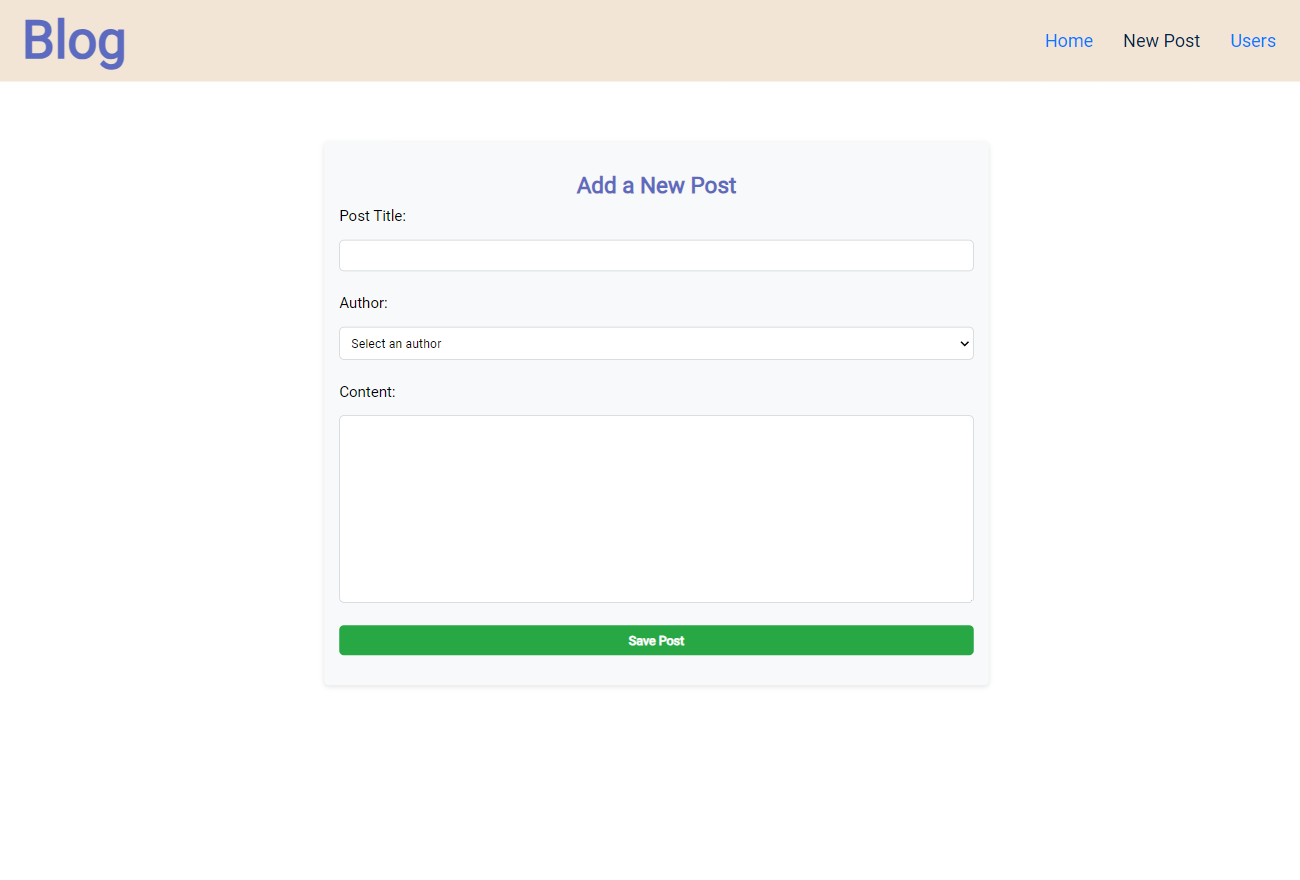 Blog
Home New Post Users
Add a New Post
Post Title:
Author:
Select an author
Content:
Save Post